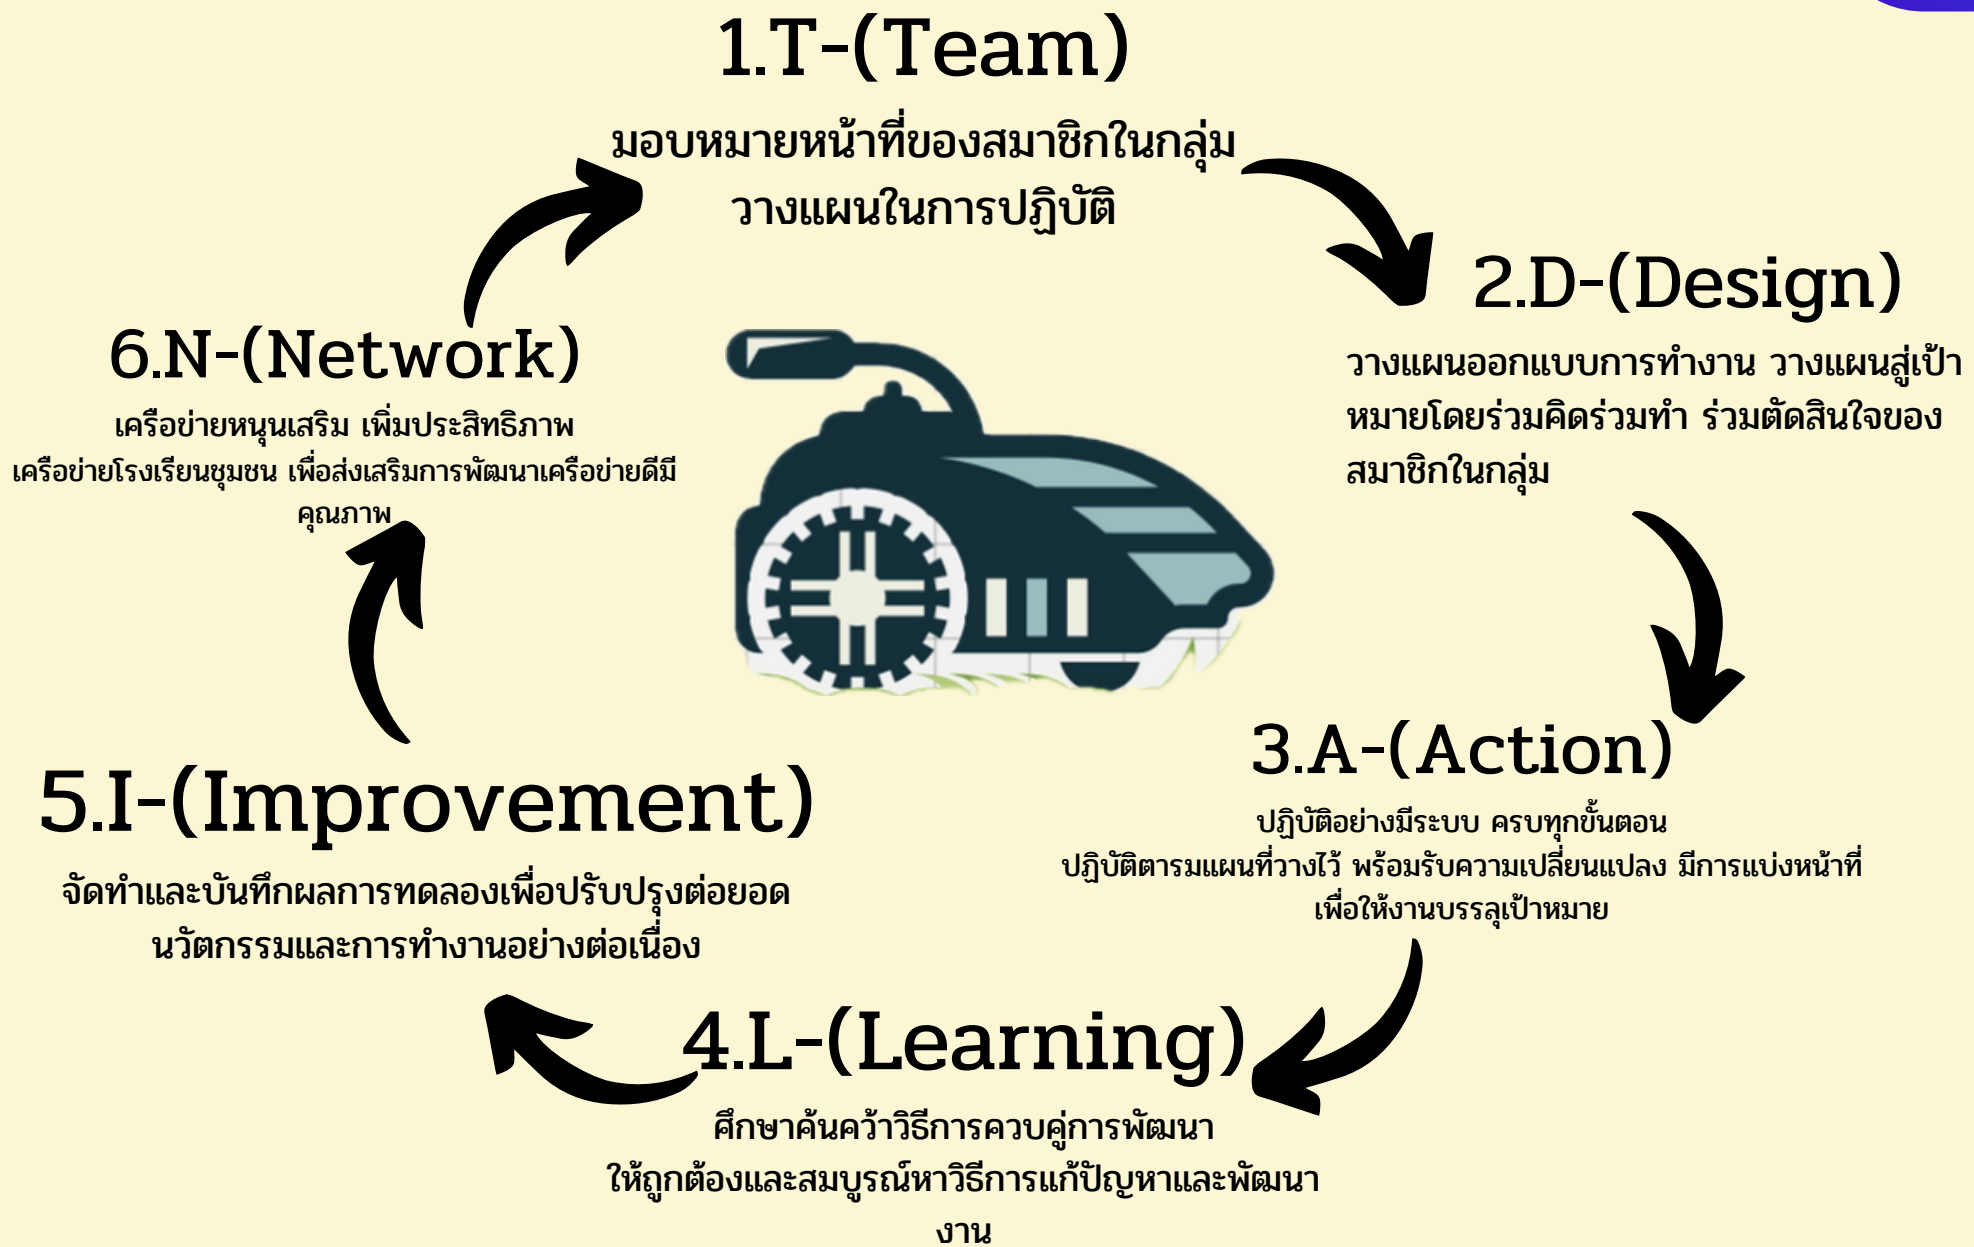 1.T-(Team)
มอบหมายหน้าที่ของสมาชิกในกลุ่ม
วางแผนในการปฏิบัติ
2.D-(Design)
วางแผนออกแบบการทำงาน วางแผนสู่เป้า
หมายโดยร่วมคิดร่วมทำ ร่วมตัดสินใจของ
สมาชิกในกลุ่ม
3.A-(Action)
ปฏิบัติอย่างมีระบบ ครบทุกขั้นตอน
ปฏิบัติตารมแผนที่วางไว้ พร้อมรับความเปลี่ยนแปลง มีการแบ่งหน้าที่
เพื่อให้งานบรรลุเป้าหมาย
4.L-(Learning)
ศึกษาค้นคว้าวิธีการควบคู่การพัฒนา
ให้ถูกต้องและสมบูรณ์หาวิธีการแก้ปัญหาและพัฒนา
งาน
5.I-(Improvement)
จัดทำและบันทึกผลการทดลองเพื่อปรับปรุงต่อยอด
นวัตกรรมและการทำงานอย่างต่อเนื่อง
6.N-(Network)
เครือข่ายหนุนเสริม เพิ่มประสิทธิภาพ
เครือข่ายโรงเรียนชุมชน เพื่อส่งเสริมการพัฒนาเครือข่ายดีมี
คุณภาพ